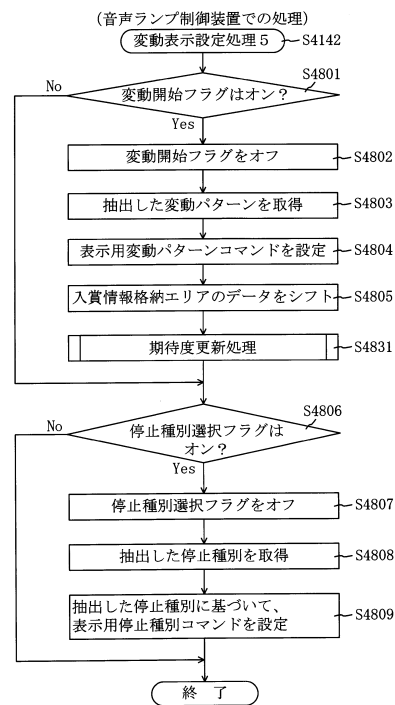 (音声ランプ制御装置での処理)
変動表示設定処理5 S4142
S4801
No
変動開始フラグはオン?
Yes
変動開始フラグをオフ S4802
抽出した変動パターンを取得 S4803
表示用変動パターンコマンドを設定 S4804
入賞情報格納エリアのデータをシフト S4805
期待度更新処理 S4831
S4806
No
停止種別選択フラグは
オン?
Yes
停止種別選択フラグをオフ S4807
抽出した停止種別を取得 S4808
抽出した停止種別に基づいて、
表示用停止種別コマンドを設定 S4809
終 了